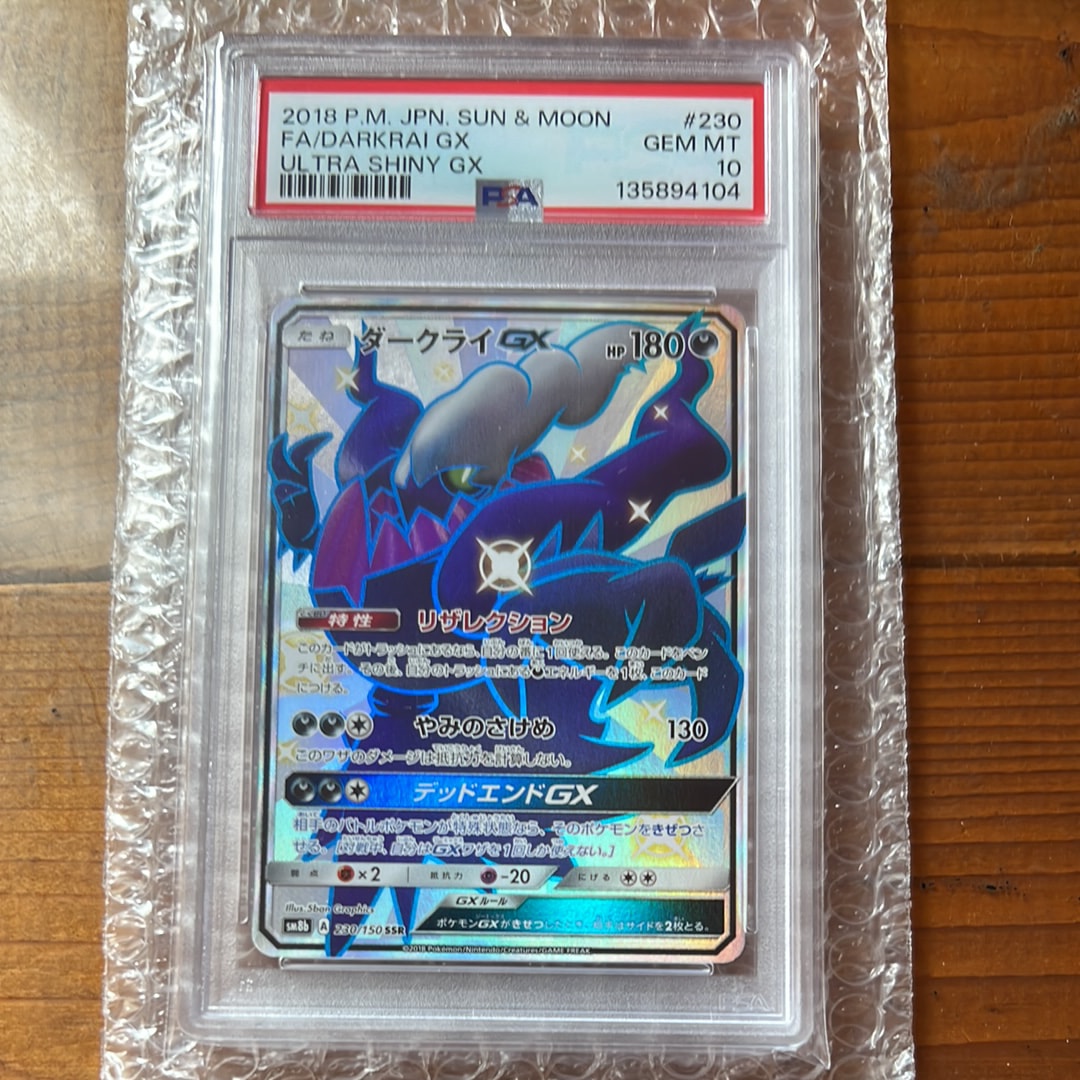 2018 P.M. JPN. SUN & MOON #230
FA/DARKRAI GX GEM MT
ULTRA SHINY GX 10
135894104
PSA
たね ダークライGX HP 180
特性 リザレクション
このカードがトラッシュにあるなら、自分の番に1回使える。このカードをベン
チに出す。その後、自分のトラッシュにあるエネルギーを1枚、このカード
につける。
やみのさけめ 130
このワザのダメージは抵抗力を計算しない。
デッドエンドGX
相手のバトルポケモンが特殊状態なら、そのポケモンをきぜつさ
せる。[対戦中、自分はGXワザを1回しか使えない。]
弱点 ×2 抵抗力 -20 にげる
GXルール
Illus. 5ban Graphics
ポケモンGXがきぜつした はサイドを2枚とる。
sm8b A 230/150 SSR
©2018 Pokémon/Nintendo/Creatures/GAME FREAK.
PSA